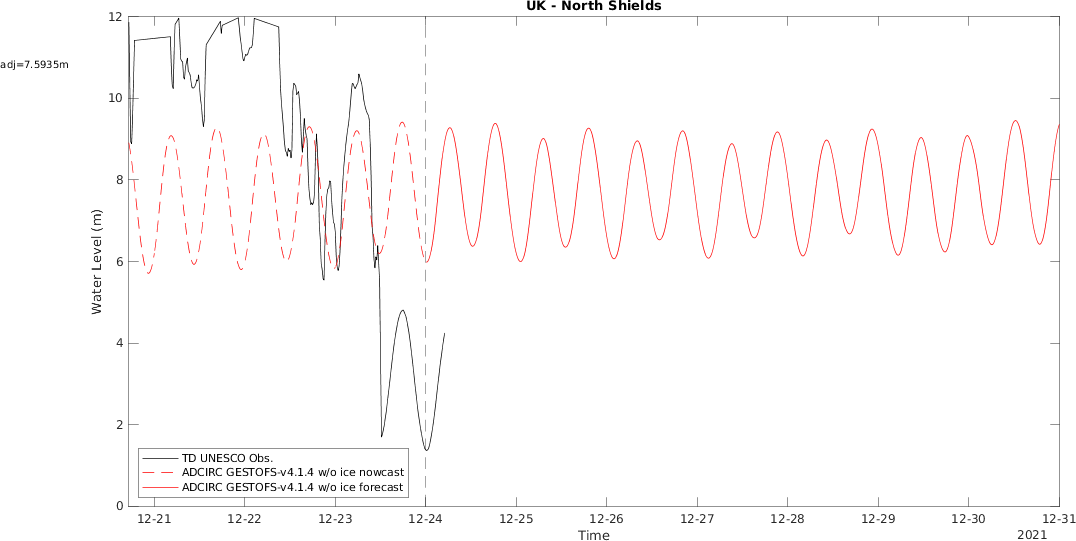 UK - North Shields
adj=7.5935m
Water Level (m)
12
10
8
6
4
2
0
TD UNESCO Obs.
ADCIRC GESTOFS-v4.1.4 w/o ice nowcast
ADCIRC GESTOFS-v4.1.4 w/o ice forecast
12-21 12-22 12-23 12-24 12-25 12-26 12-27 12-28 12-29 12-30 12-31
Time
2021